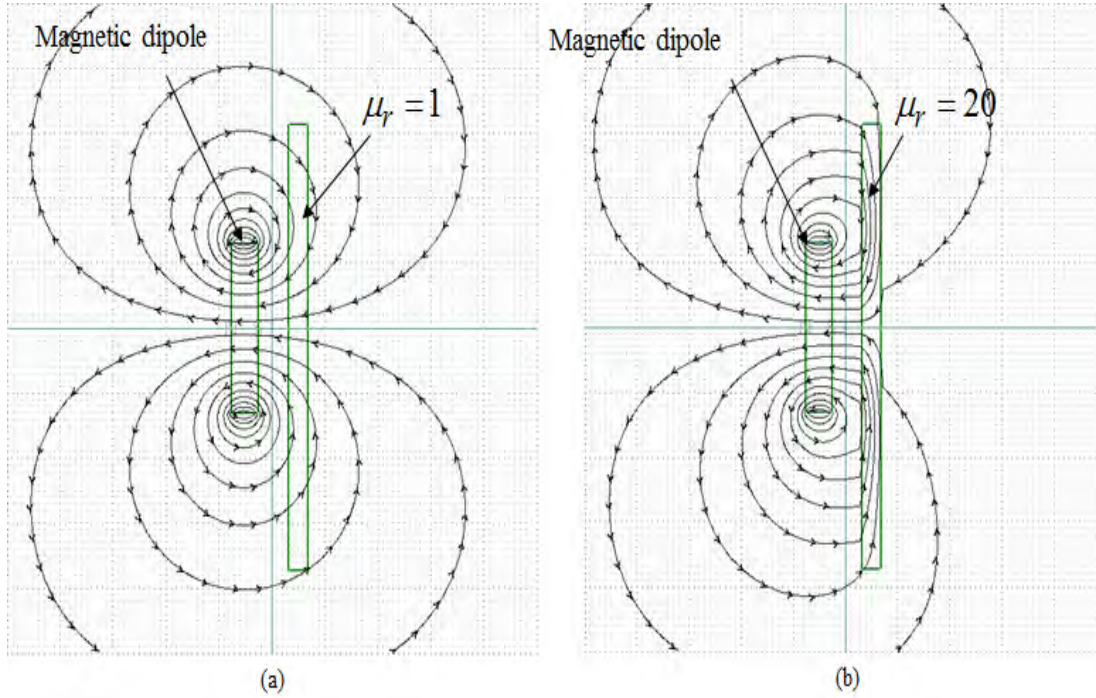 Magnetic dipole
μᵣ = 1
(a)
Magnetic dipole
μᵣ = 20
(b)